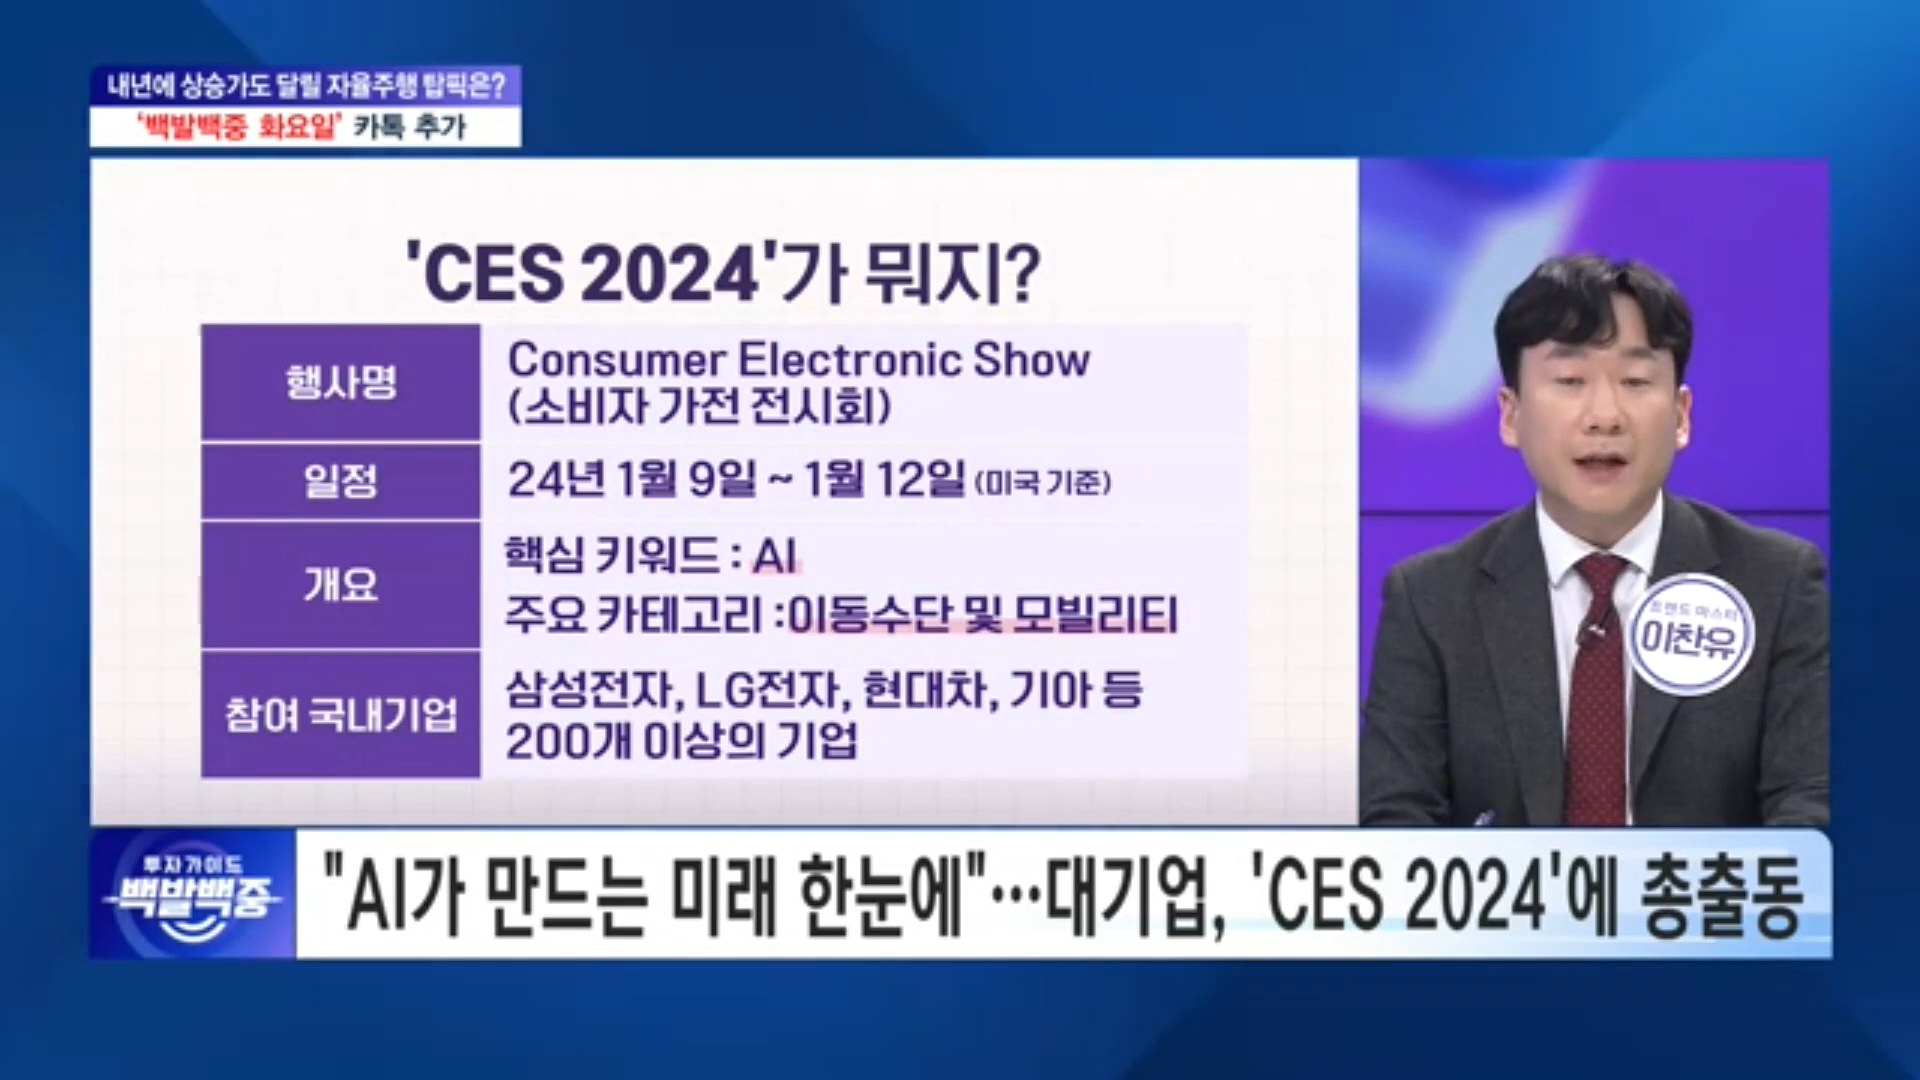 내년에 상승가도 달릴 자율주행 탑픽은?
'백발백중 화요일' 카톡 추가
'CES 2024'가 뭐지?
행사명
Consumer Electronic Show
(소비자 가전 전시회)
일정
24년 1월 9일 ~ 1월 12일 (미국 기준)
개요
핵심 키워드 : AI
주요 카테고리 :이동수단 및 모빌리티
참여 국내기업
삼성전자, LG전자, 현대차, 기아 등
200개 이상의 기업
트렌드 마스터
이찬유
투자가이드
백발백중
"AI가 만드는 미래 한눈에"…대기업, 'CES 2024'에 총출동